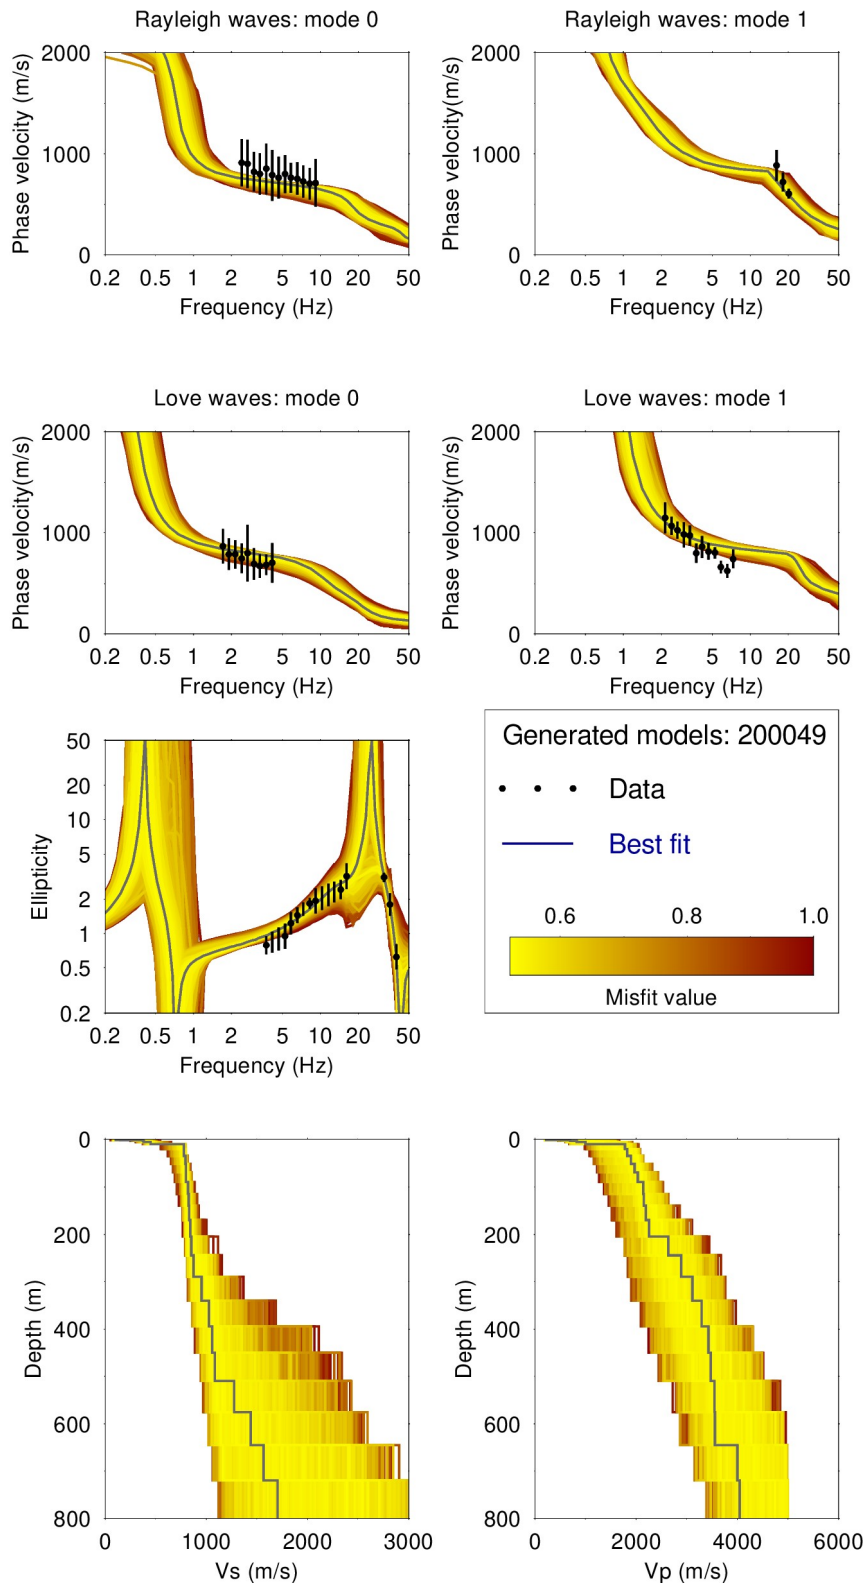 Rayleigh waves: mode 0
Rayleigh waves: mode 1
Phase velocity (m/s)
2000
1000
0
0.2 0.5 1 2 5 10 20 50
Frequency (Hz)
Phase velocity(m/s)
2000
1000
0
0.2 0.5 1 2 5 10 20 50
Frequency (Hz)
Love waves: mode 0
Love waves: mode 1
Phase velocity(m/s)
2000
1000
0
0.2 0.5 1 2 5 10 20 50
Frequency (Hz)
Phase velocity(m/s)
2000
1000
0
0.2 0.5 1 2 5 10 20 50
Frequency (Hz)
Ellipticity
50
20
10
5
2
1
0.5
0.2
0.2 0.5 1 2 5 10 20 50
Frequency (Hz)
Generated models: 200049
Data
Best fit
0.6 0.8 1.0
Misfit value
Depth (m)
0
200
400
600
800
0 1000 2000 3000
Vs (m/s)
Depth (m)
0
200
400
600
800
0 2000 4000 6000
Vp (m/s)